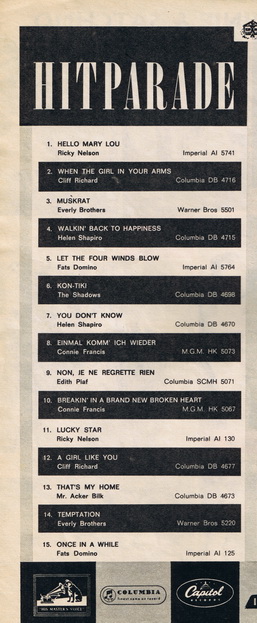 HITPARADE
1. HELLO MARY LOU
Ricky Nelson Imperial AI 5741
2. WHEN THE GIRL IN YOUR ARMS
Cliff Richard Columbia DB 4716
3. MUSKRAT
Everly Brothers Warner Bros 5501
4. WALKIN' BACK TO HAPPINESS
Helen Shapiro Columbia DB 4715
5. LET THE FOUR WINDS BLOW
Fats Domino Imperial AI 5764
6. KON-TIKI
The Shadows Columbia DB 4698
7. YOU DON'T KNOW
Helen Shapiro Columbia DB 4670
8. EINMAL KOMM' ICH WIEDER
Connie Francis M.G.M. HK 5073
9. NON, JE NE REGRETTE RIEN
Edith Piaf Columbia SCMH 5071
10. BREAKIN' IN A BRAND NEW BROKEN HEART
Connie Francis M.G.M. HK 5067
11. LUCKY STAR
Ricky Nelson Imperial AI 130
12. A GIRL LIKE YOU
Cliff Richard Columbia DB 4677
13. THAT'S MY HOME
Mr. Acker Bilk Columbia DB 4673
14. TEMPTATION
Everly Brothers Warner Bros 5220
15. ONCE IN A WHILE
Fats Domino Imperial AI 125
"HIS MASTER'S VOICE"
COLUMBIA
Capitol